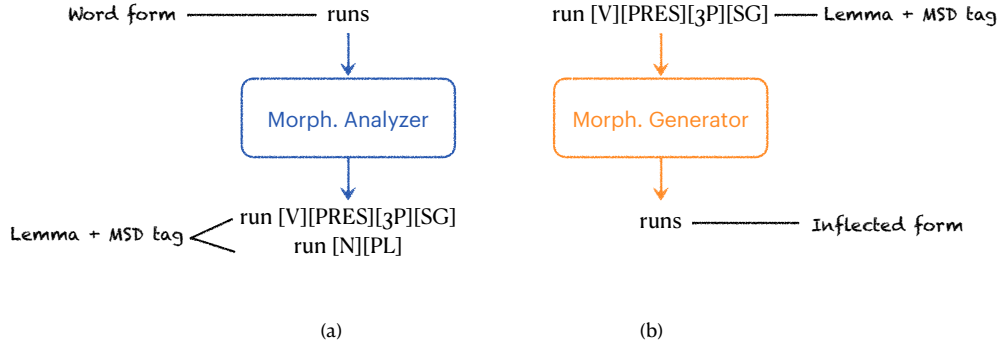 Word form runs
Morph. Analyzer
Lemma + MSD tag run [V][PRES][3P][SG]
run [N][PL]
(a)
run [V][PRES][3P][SG] Lemma + MSD tag
Morph. Generator
runs Inflected form
(b)